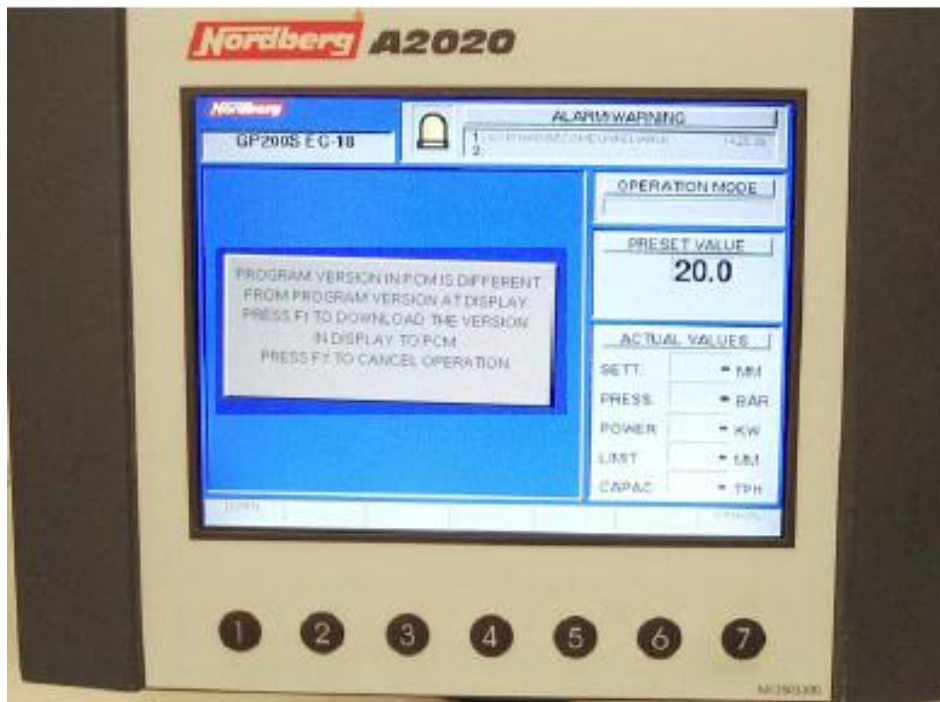 Nordberg A2020
Nordberg
GP200S EC-18
ALARM/WARNING
1
2.
OPERATION MODE
PRESET VALUE
20.0
PROGRAM VERSION IN PCM IS DIFFERENT
FROM PROGRAM VERSION AT DISPLAY
PRESS F1 TO DOWNLOAD THE VERSION
IN DISPLAY TO PCM
PRESS F7 TO CANCEL OPERATION
ACTUAL VALUES
SETT. - MM
PRESS. - BAR
POWER - KW
LIMIT - MM
CAPAC - TPH
1 2 3 4 5 6 7